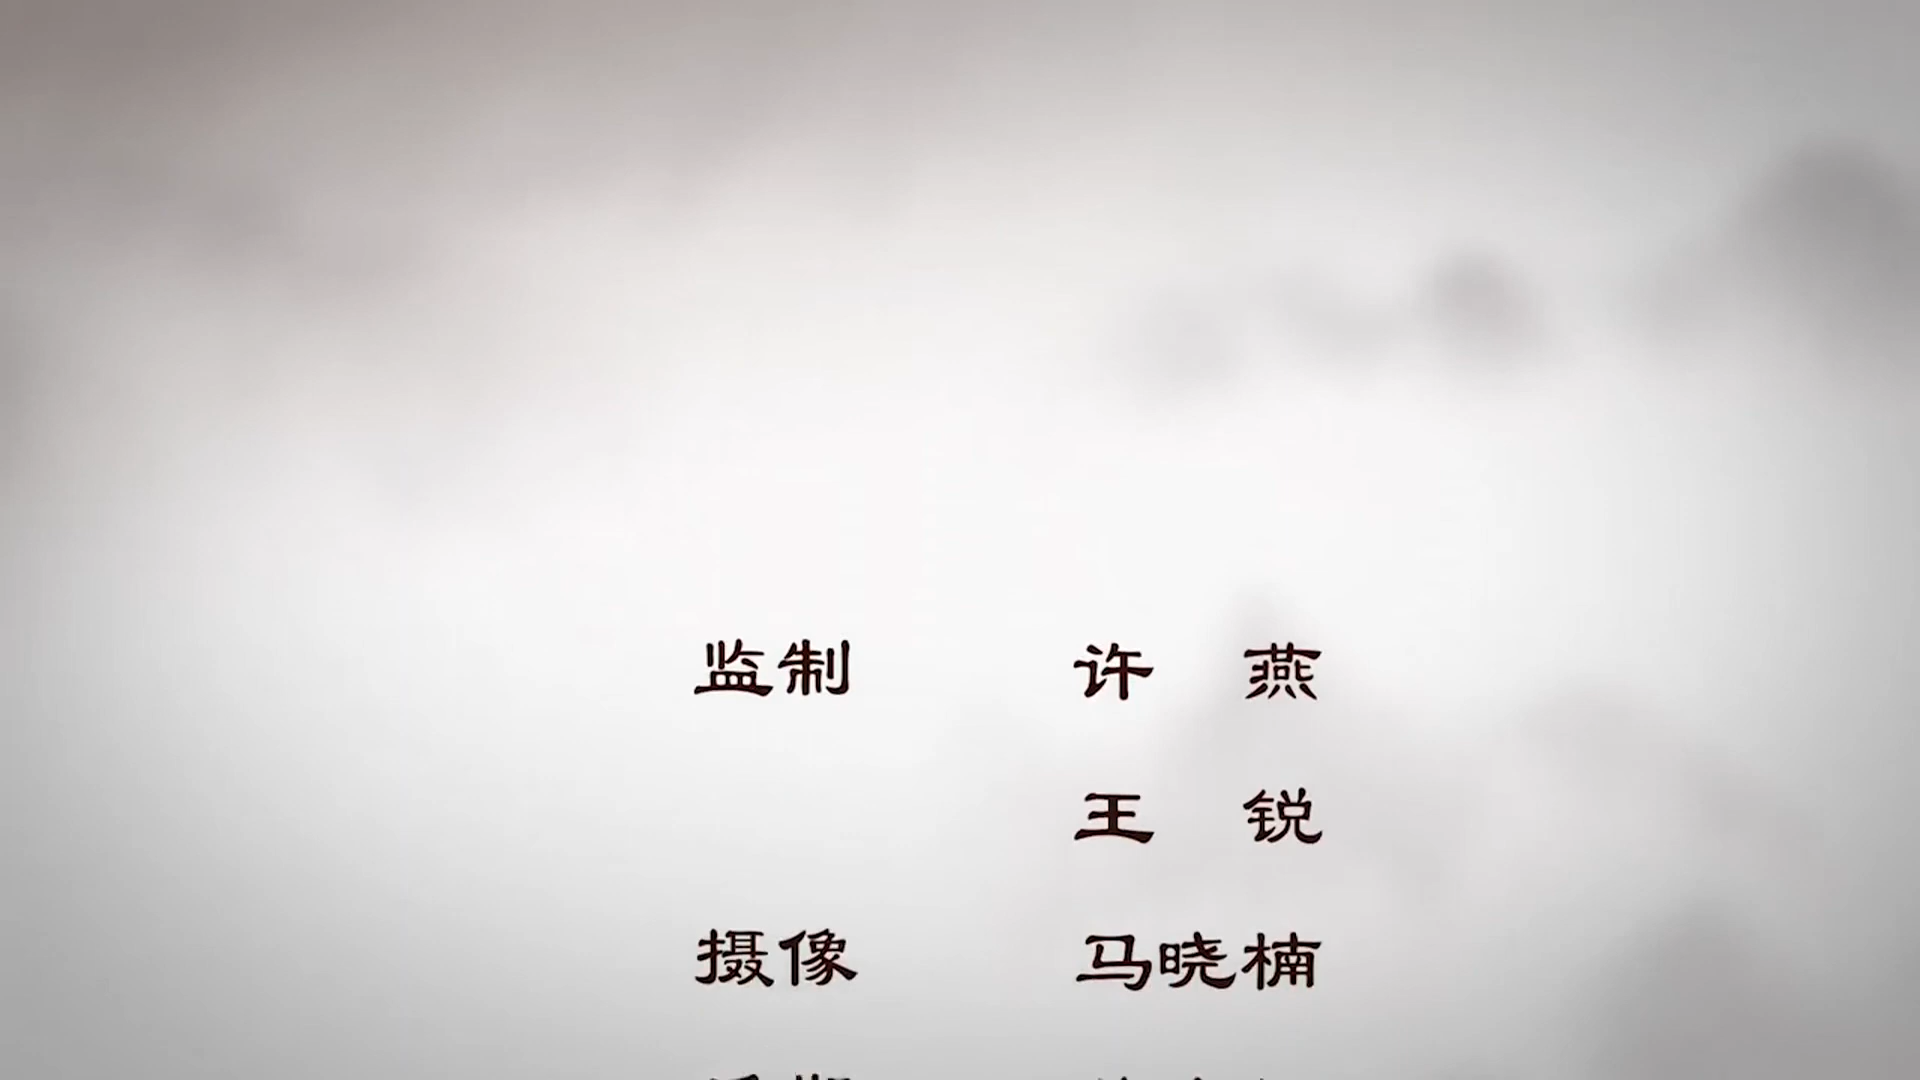 监制 许 燕
王 锐
摄像 马晓楠